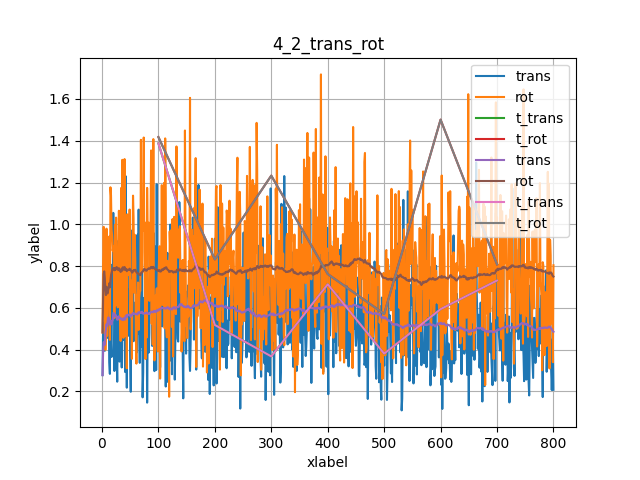 4_2_trans_rot
trans
rot
t_trans
t_rot
trans
rot
t_trans
t_rot
ylabel
1.6
1.4
1.2
1.0
0.8
0.6
0.4
0.2
0 100 200 300 400 500 600 700 800
xlabel